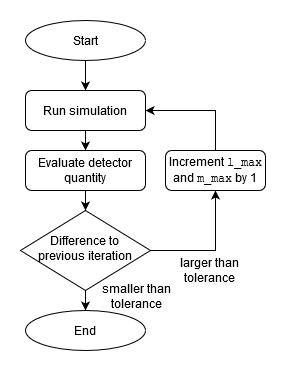 Start
Run simulation
Evaluate detector
quantity
Increment l_max
and m_max by 1
Difference to
previous iteration
larger than
tolerance
smaller than
tolerance
End